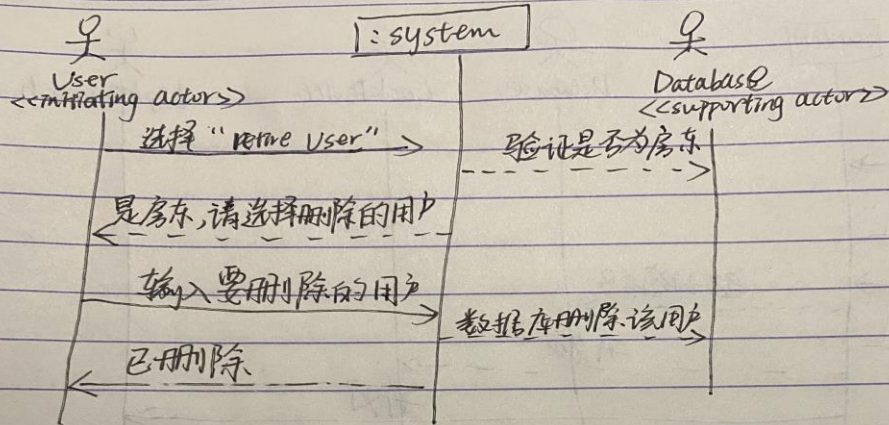 : system
User
<<initiating actor>>
Database
<<supporting actor>>
选择 " User"
验证是否为房东
是房东,请选择删除的用户
输入要删除的用户
数据库删除该用户
已删除